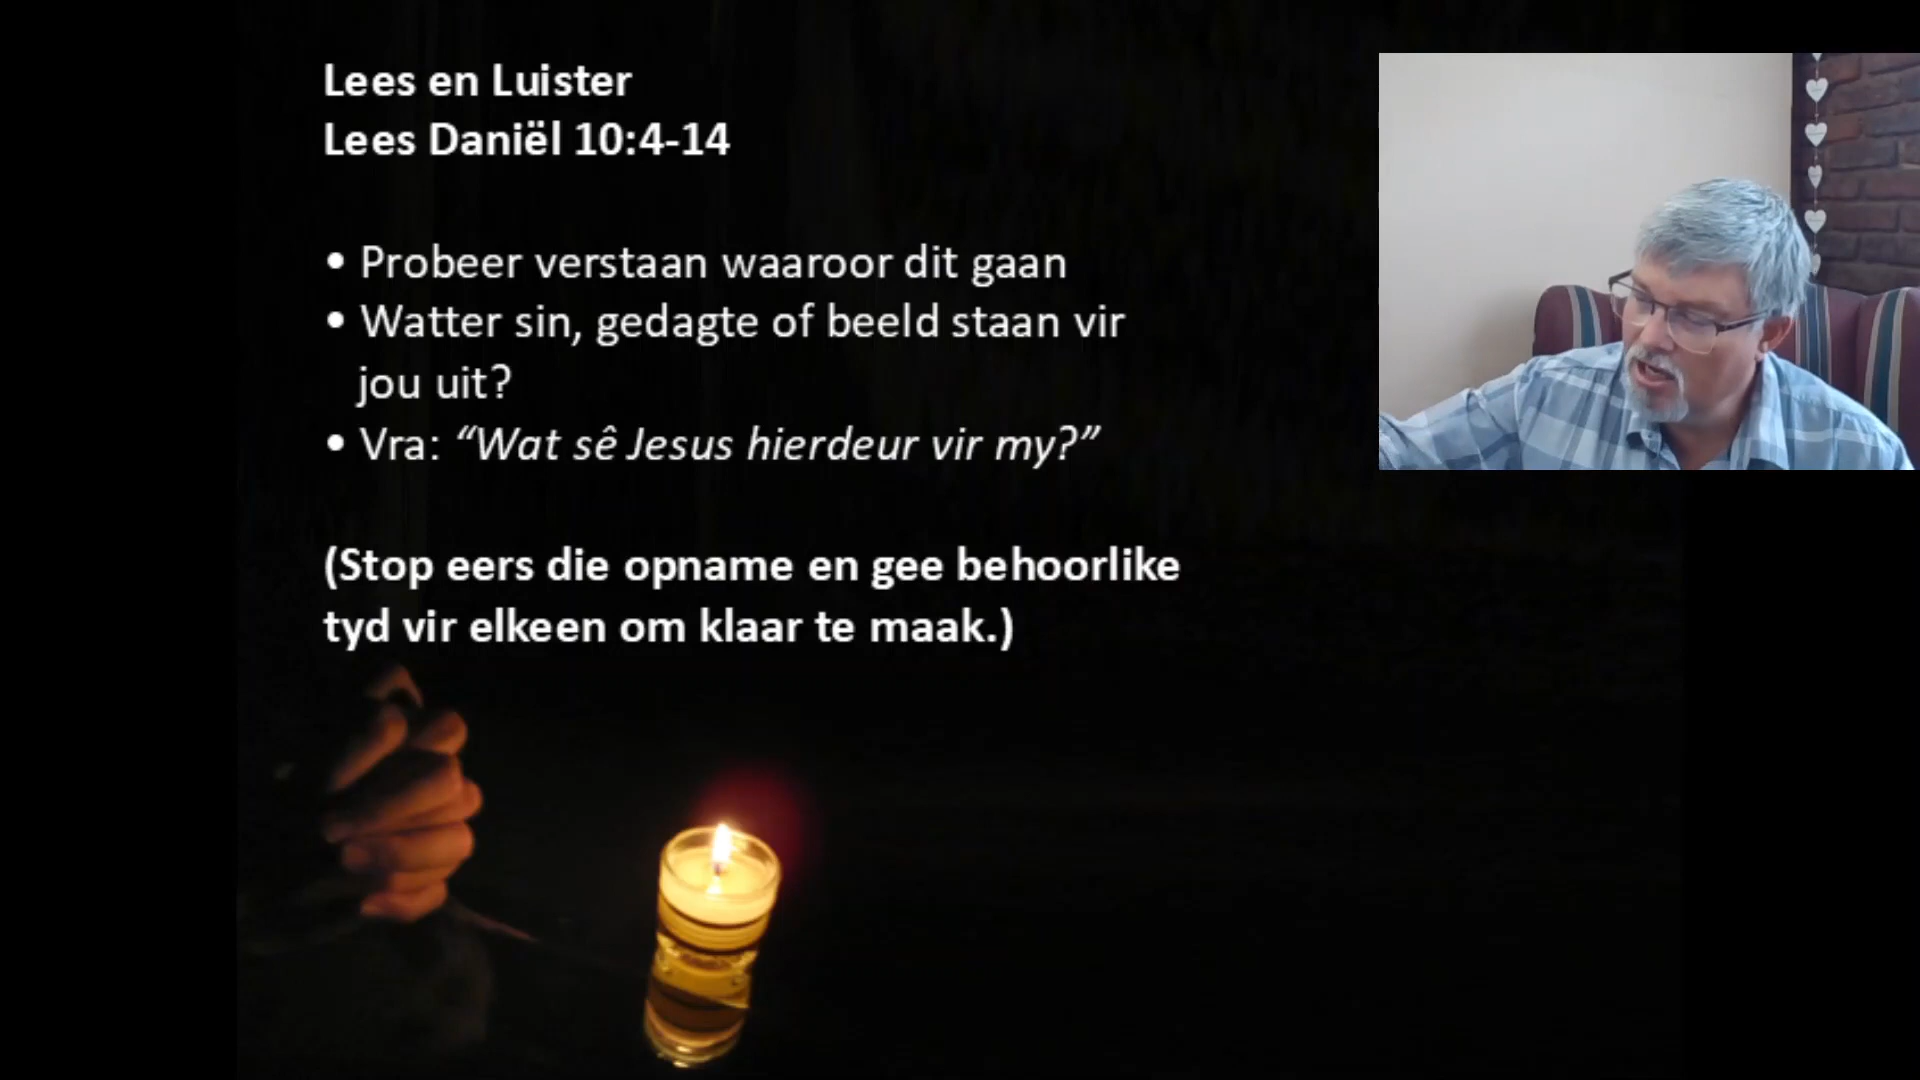 Lees en Luister
Lees Daniël 10:4-14
• Probeer verstaan waaroor dit gaan
• Watter sin, gedagte of beeld staan vir
jou uit?
• Vra: “Wat sê Jesus hierdeur vir my?”
(Stop eers die opname en gee behoorlike
tyd vir elkeen om klaar te maak.)